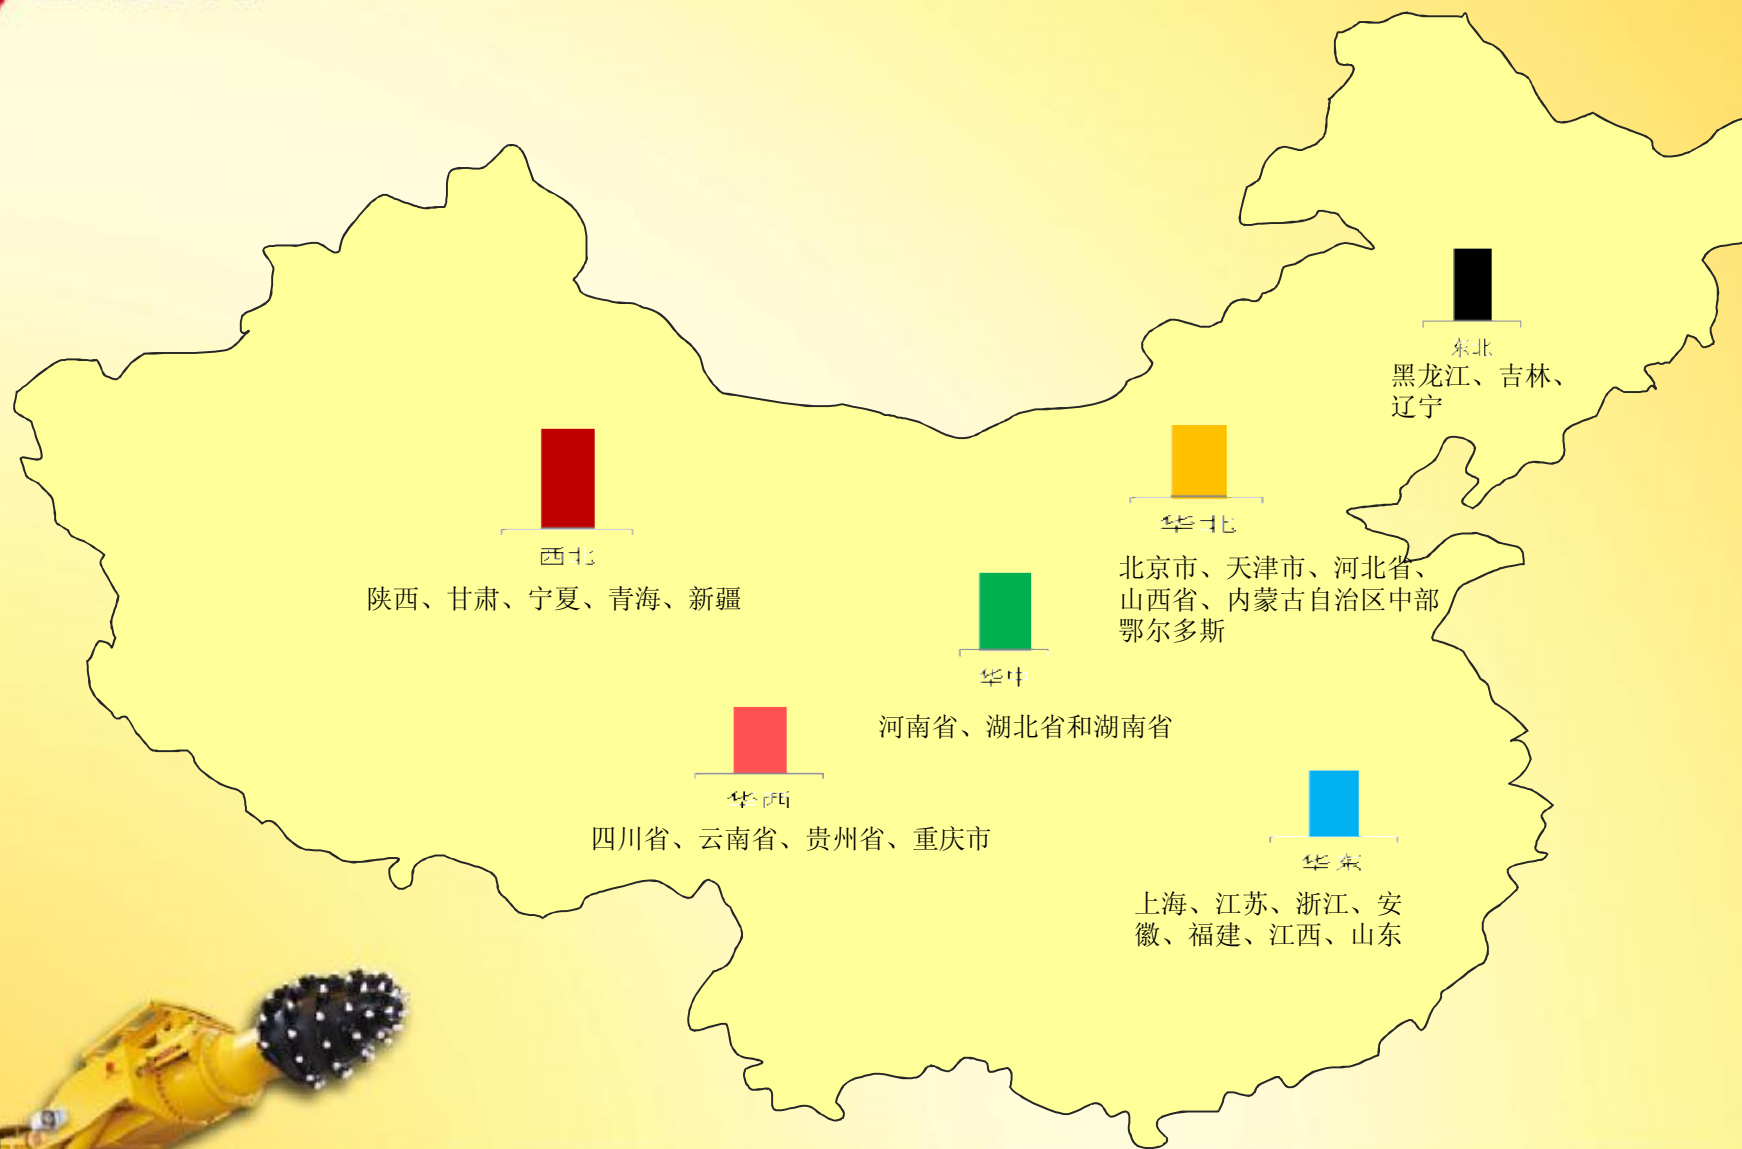 东北
黑龙江、吉林、
辽宁
西北
陕西、甘肃、宁夏、青海、新疆
华北
北京市、天津市、河北省、
山西省、内蒙古自治区中部
鄂尔多斯
华中
河南省、湖北省和湖南省
华西
四川省、云南省、贵州省、重庆市
华东
上海、江苏、浙江、安
徽、福建、江西、山东